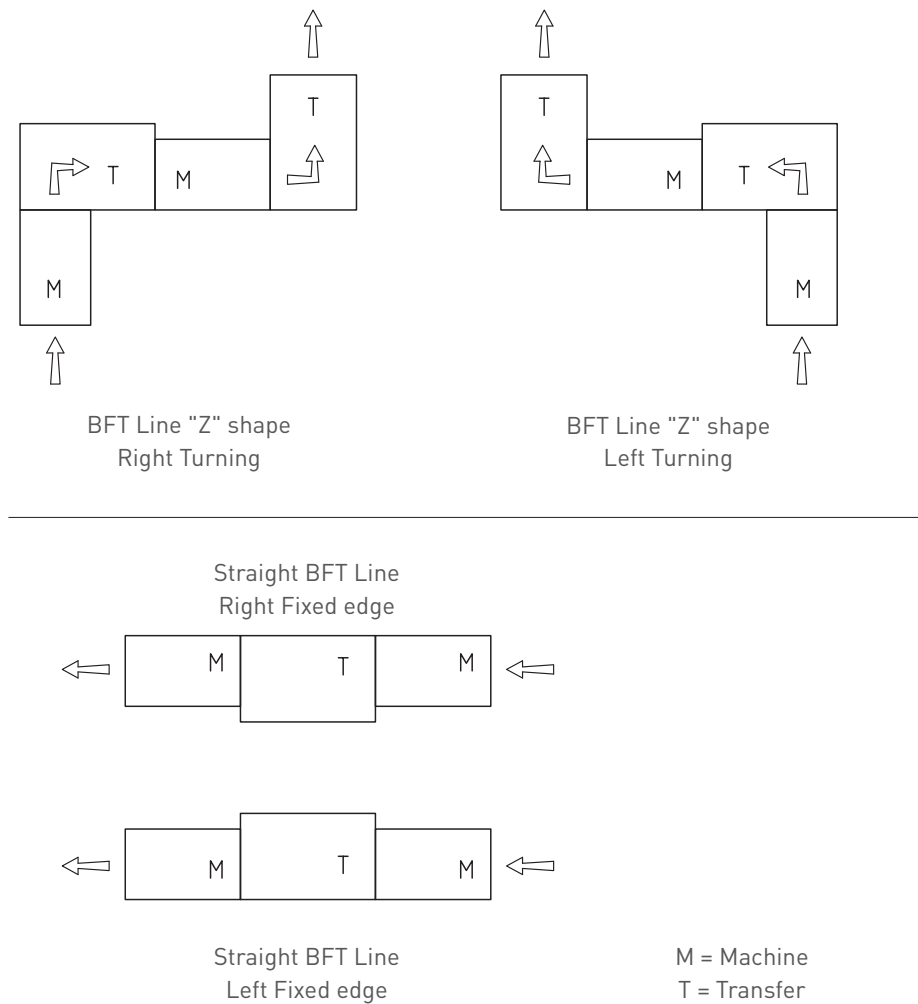 T
T
T
M
M
T
M
M
BFT Line "Z" shape
Right Turning
BFT Line "Z" shape
Left Turning
Straight BFT Line
Right Fixed edge
M
T
M
M
T
M
Straight BFT Line
Left Fixed edge
M = Machine
T = Transfer